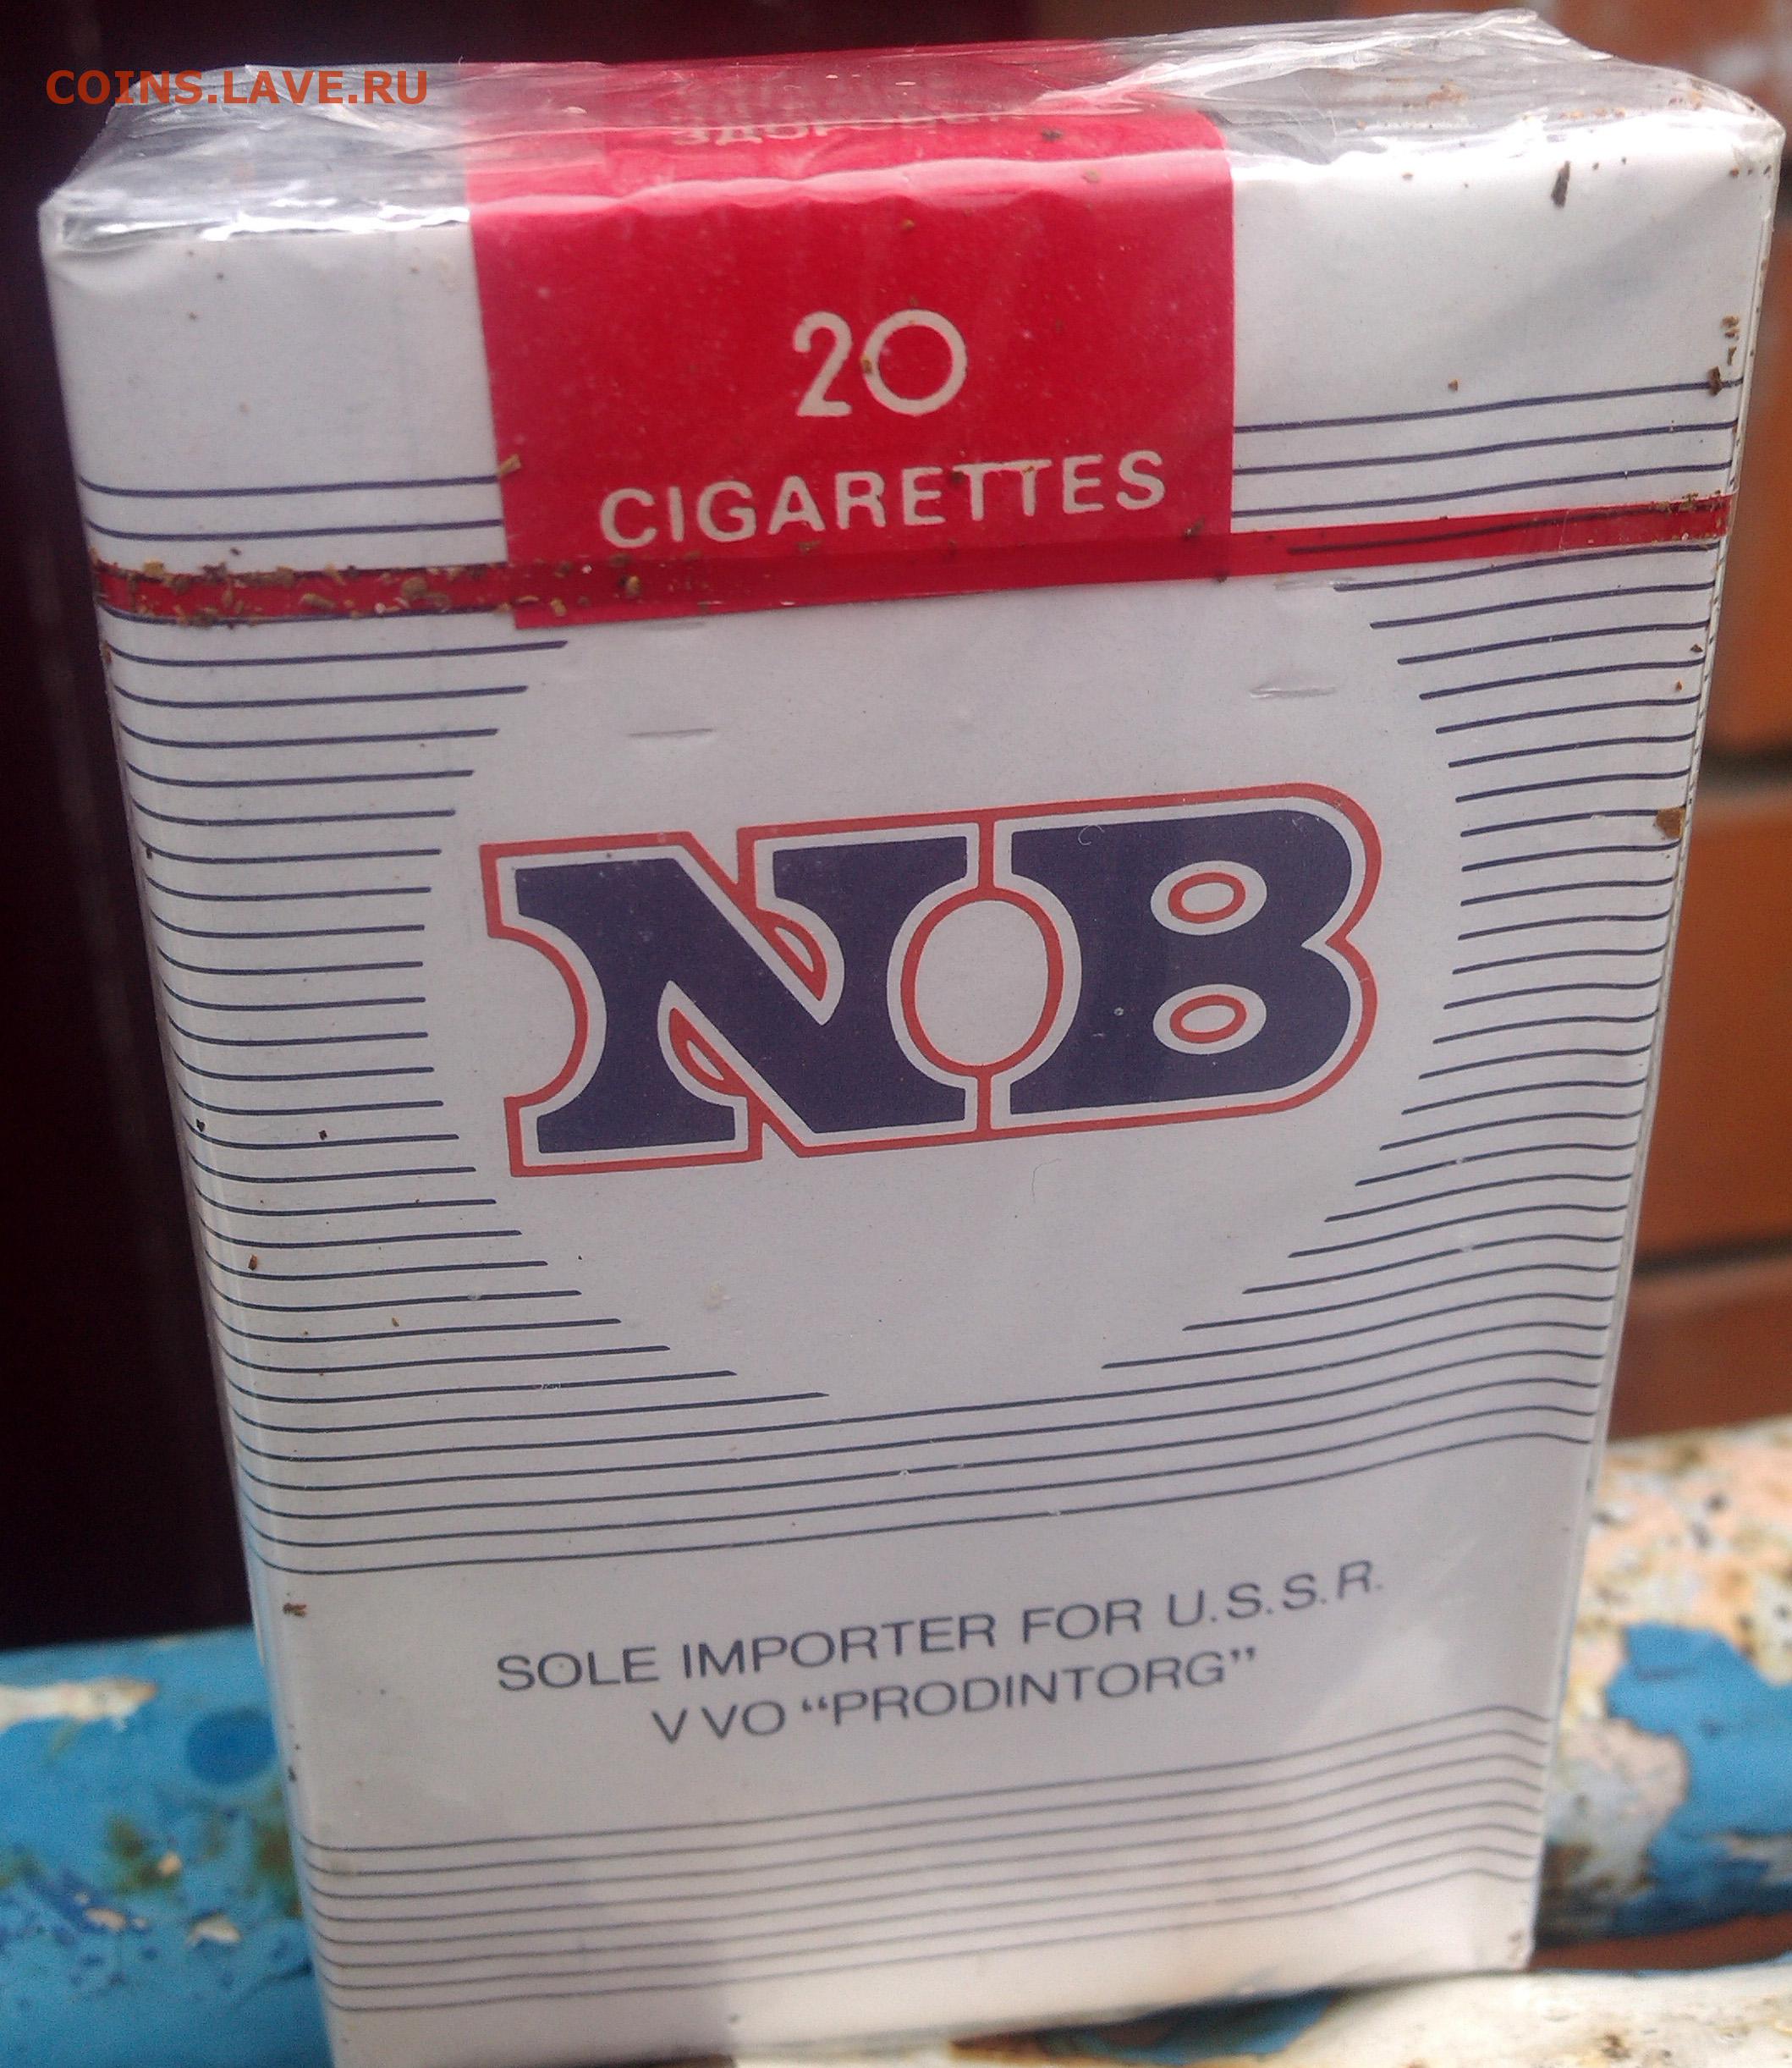 COINS.LAVE.RU
20
CIGARETTES
NB
SOLE IMPORTER FOR U.S.S.R.
V VO “PRODINTORG”